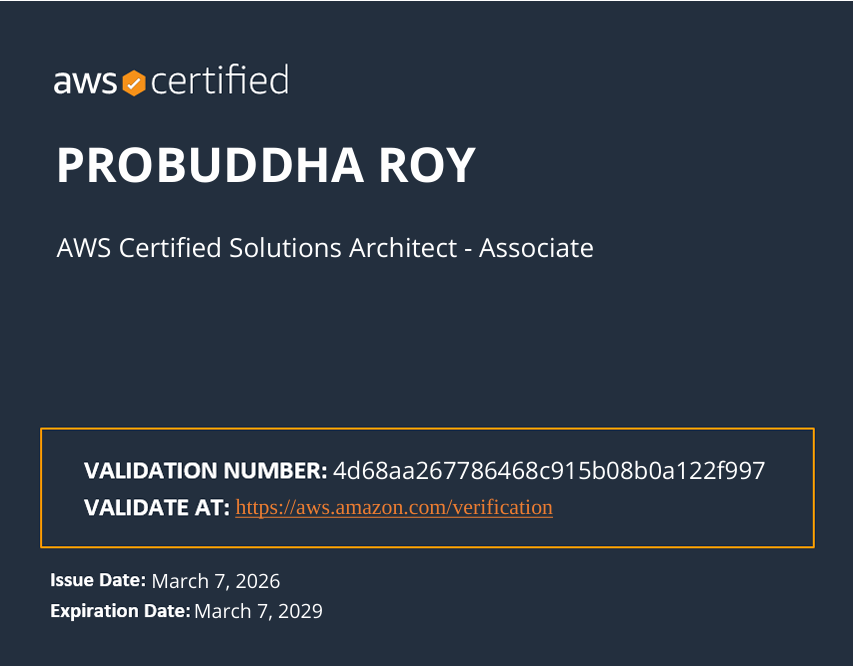 aws certified
PROBUDDHA ROY
AWS Certified Solutions Architect - Associate
VALIDATION NUMBER: 4d68aa267786468c915b08b0a122f997
VALIDATE AT: https://aws.amazon.com/verification
Issue Date: March 7, 2026
Expiration Date: March 7, 2029